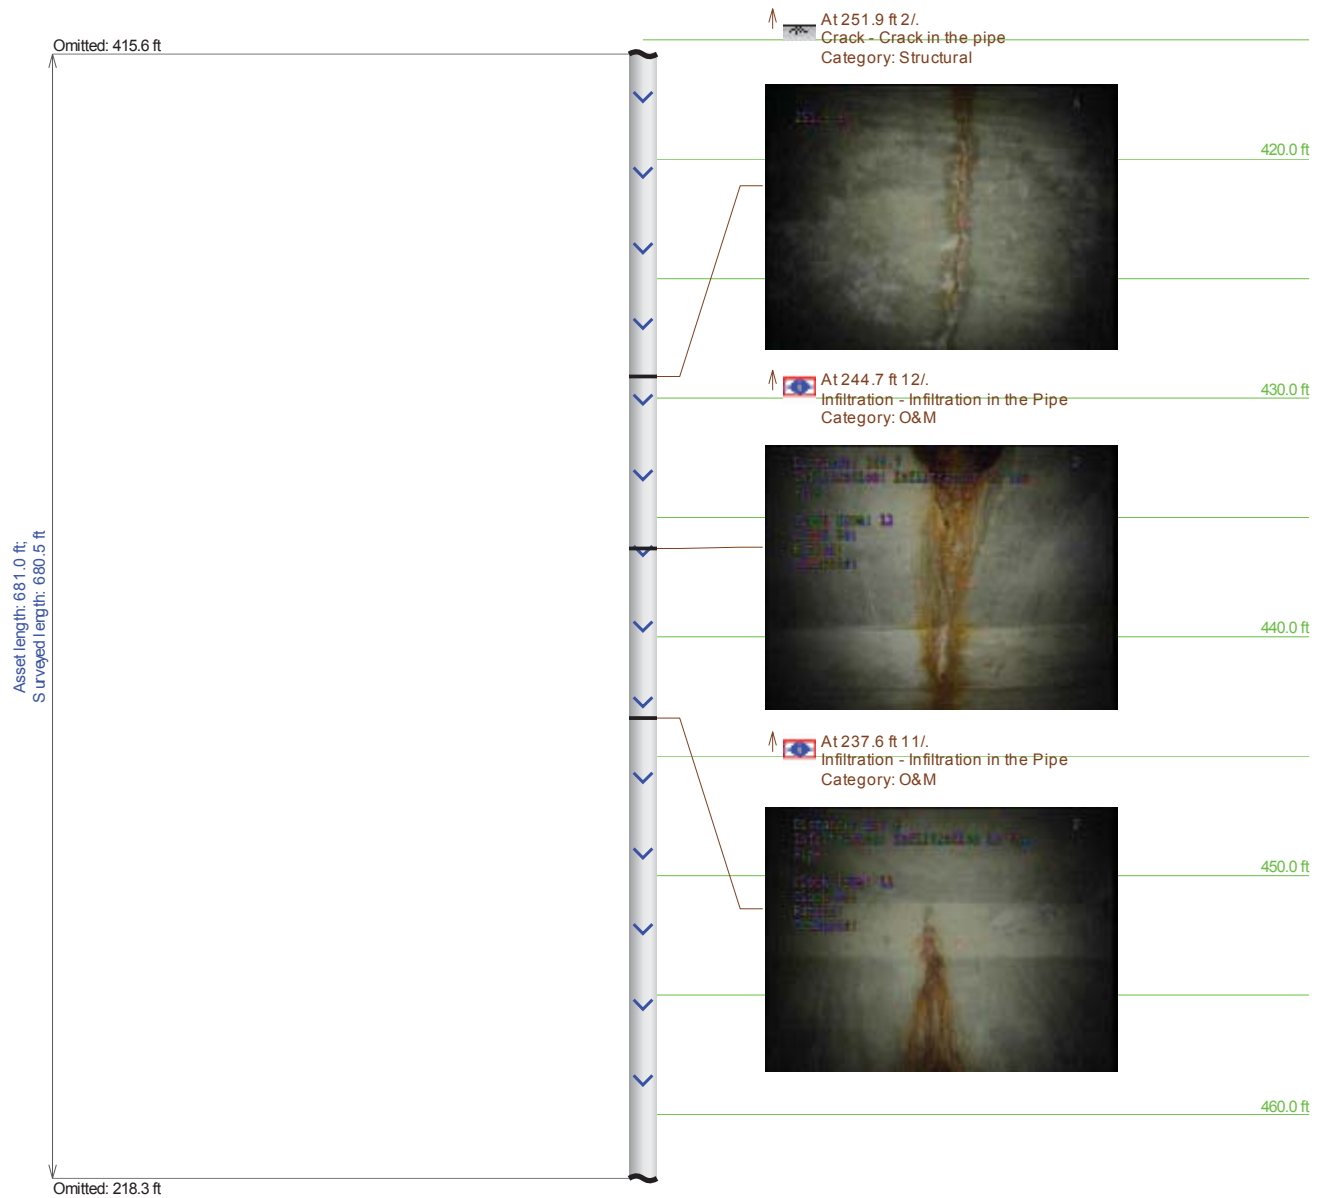 At 251.9 ft 2/.
Crack - Crack in the pipe
Category: Structural
Omitted: 415.6 ft
420.0 ft
At 244.7 ft 12/.
Infiltration - Infiltration in the Pipe
Category: O&M
430.0 ft
Asset length: 681.0 ft;
Surveyed length: 680.5 ft
440.0 ft
At 237.6 ft 11/.
Infiltration - Infiltration in the Pipe
Category: O&M
450.0 ft
460.0 ft
Omitted: 218.3 ft